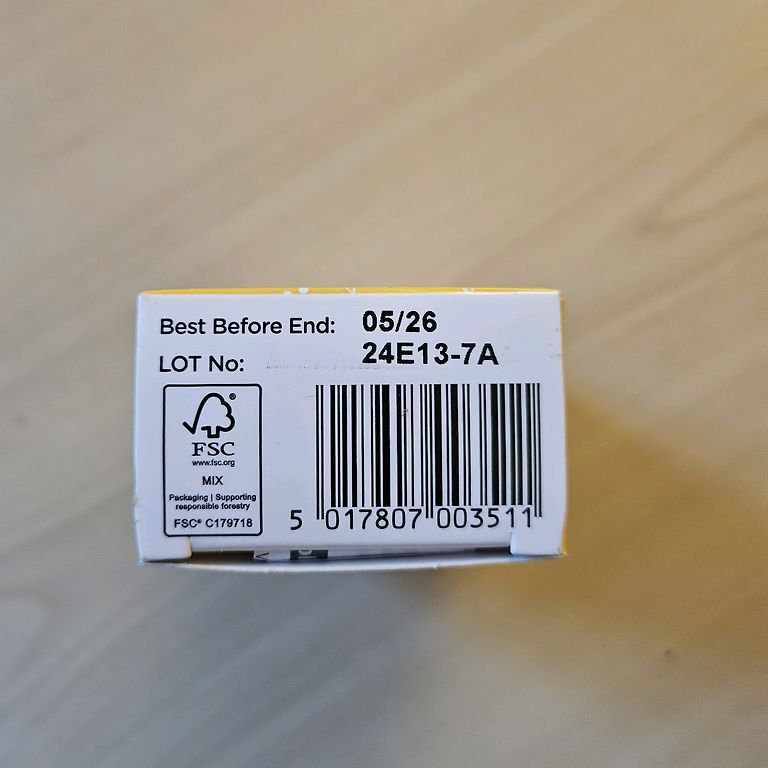 Best Before End: 05/26
LOT No: 24E13-7A
FSC®
www.fsc.org
MIX
Packaging | Supporting
responsible forestry
FSC® C179718
5 017807 003511